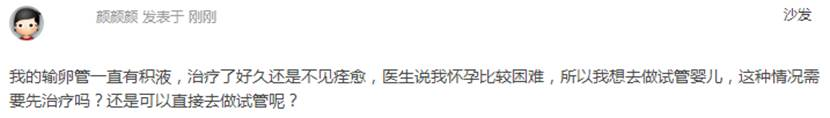 颜颜颜 发表于 刚刚
沙发
我的输卵管一直有积液，治疗了好久还是不见痊愈，医生说我怀孕比较困难，所以我想去做试管婴儿，这种情况需
要先治疗吗？还是可以直接去做试管呢？